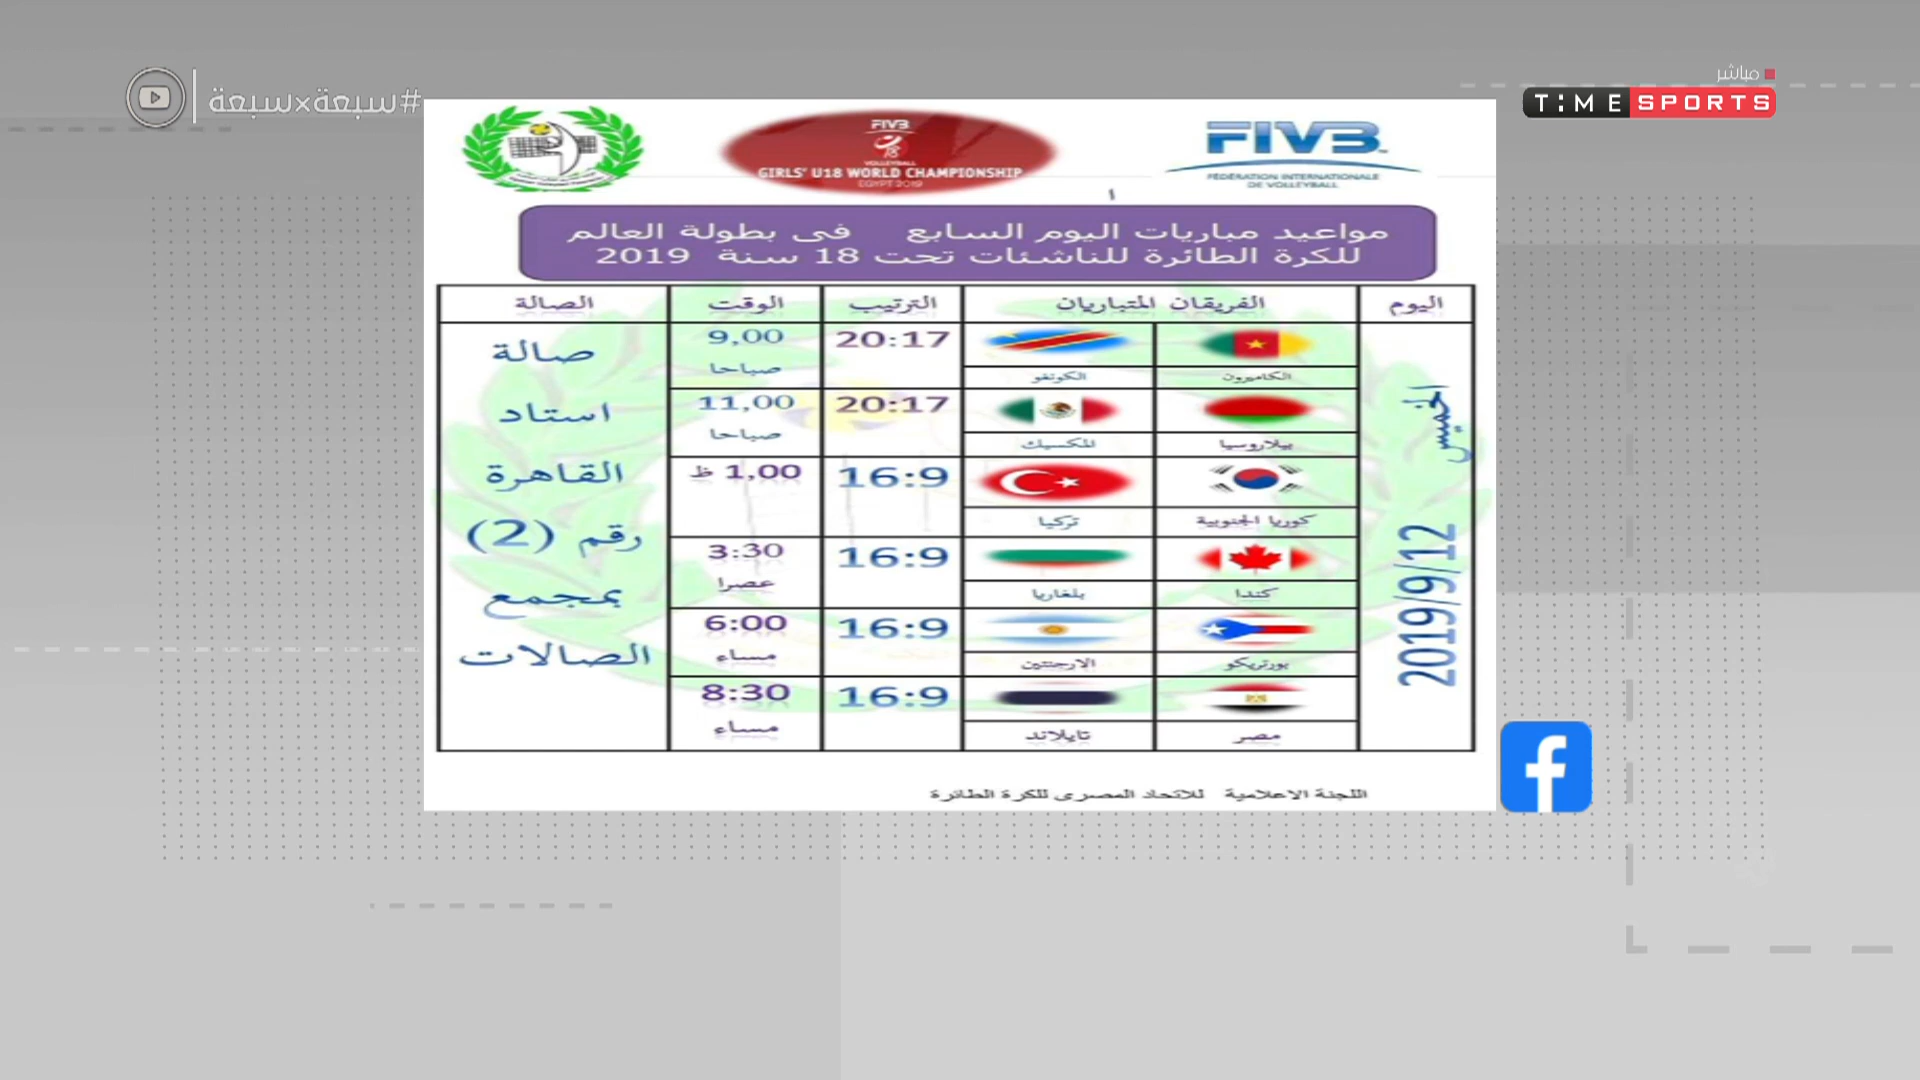 #سبعة×سبعة
مباشر
TIME SPORTS
FIVB
VOLLEYBALL
GIRLS' U18 WORLD CHAMPIONSHIP
EGYPT 2019
FIVB
FÉDÉRATION INTERNATIONALE
DE VOLLEYBALL
ا
مواعيد مباريات اليوم السابع فى بطولة العالم
للكرة الطائرة للناشئات تحت 18 سنة 2019
اليوم الفريقان المتباريان الترتيب الوقت الصالة
الخميس
2019/9/12
الكاميرون الكونغو 20:17 9,00 صباحا
بيلاروسيا المكسيك 20:17 11,00 صباحا
كوريا الجنوبية تركيا 16:9 1,00 ظ
كندا بلغاريا 16:9 3:30 عصرا
بورتريكو الارجنتين 16:9 6:00 مساء
مصر تايلاند 16:9 8:30 مساء
صالة
استاد
القاهرة
رقم (2)
بمجمع
الصالات
اللجنة الاعلامية للاتحاد المصرى للكرة الطائرة